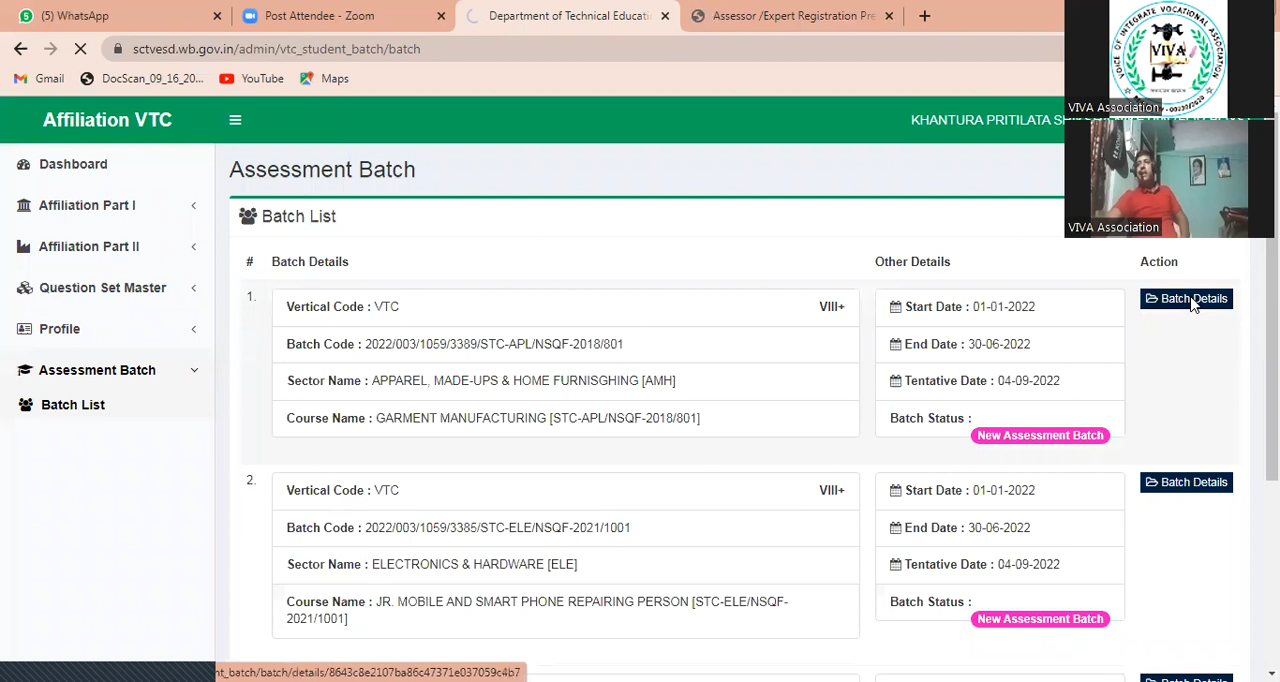 (5) WhatsApp
Post Attendee - Zoom
Department of Technical Educati
Assessor /Expert Registration Pre
sctvesd.wb.gov.in/admin/vtc_student_batch/batch
Gmail
DocScan_09_16_20...
YouTube
Maps
VIVA
VIVA Association
VIVA Association
Affiliation VTC
KHANTURA PRITILATA
Dashboard
Affiliation Part I
Affiliation Part II
Question Set Master
Profile
Assessment Batch
Batch List
Assessment Batch
Batch List
# Batch Details Other Details Action
1.
Vertical Code : VTC VIII+
Batch Code : 2022/003/1059/3389/STC-APL/NSQF-2018/801
Sector Name : APPAREL, MADE-UPS & HOME FURNISGHING [AMH]
Course Name : GARMENT MANUFACTURING [STC-APL/NSQF-2018/801]
Start Date : 01-01-2022
End Date : 30-06-2022
Tentative Date : 04-09-2022
Batch Status :
New Assessment Batch
Batch Details
2.
Vertical Code : VTC VIII+
Batch Code : 2022/003/1059/3385/STC-ELE/NSQF-2021/1001
Sector Name : ELECTRONICS & HARDWARE [ELE]
Course Name : JR. MOBILE AND SMART PHONE REPAIRING PERSON [STC-ELE/NSQF-
2021/1001]
Start Date : 01-01-2022
End Date : 30-06-2022
Tentative Date : 04-09-2022
Batch Status :
New Assessment Batch
Batch Details
Batch Details
nt_batch/batch/details/8643c8e2107ba86c47371e037059c4b7